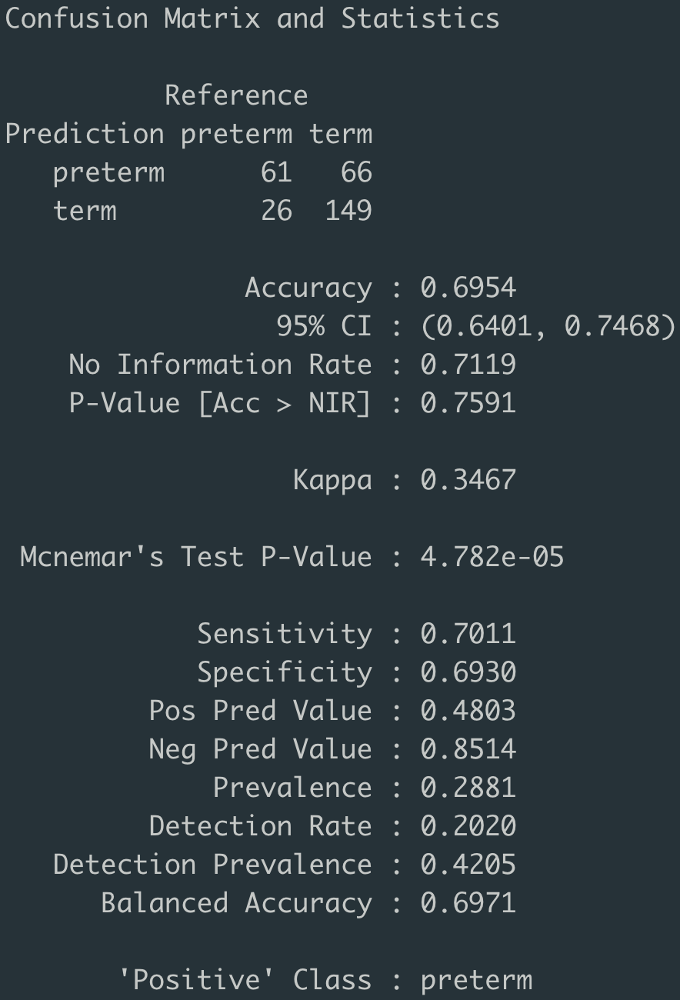 Confusion Matrix and Statistics
Reference
Prediction preterm term
preterm 61 66
term 26 149
Accuracy : 0.6954
95% CI : (0.6401, 0.7468)
No Information Rate : 0.7119
P-Value [Acc > NIR] : 0.7591
Kappa : 0.3467
Mcnemar's Test P-Value : 4.782e-05
Sensitivity : 0.7011
Specificity : 0.6930
Pos Pred Value : 0.4803
Neg Pred Value : 0.8514
Prevalence : 0.2881
Detection Rate : 0.2020
Detection Prevalence : 0.4205
Balanced Accuracy : 0.6971
'Positive' Class : preterm